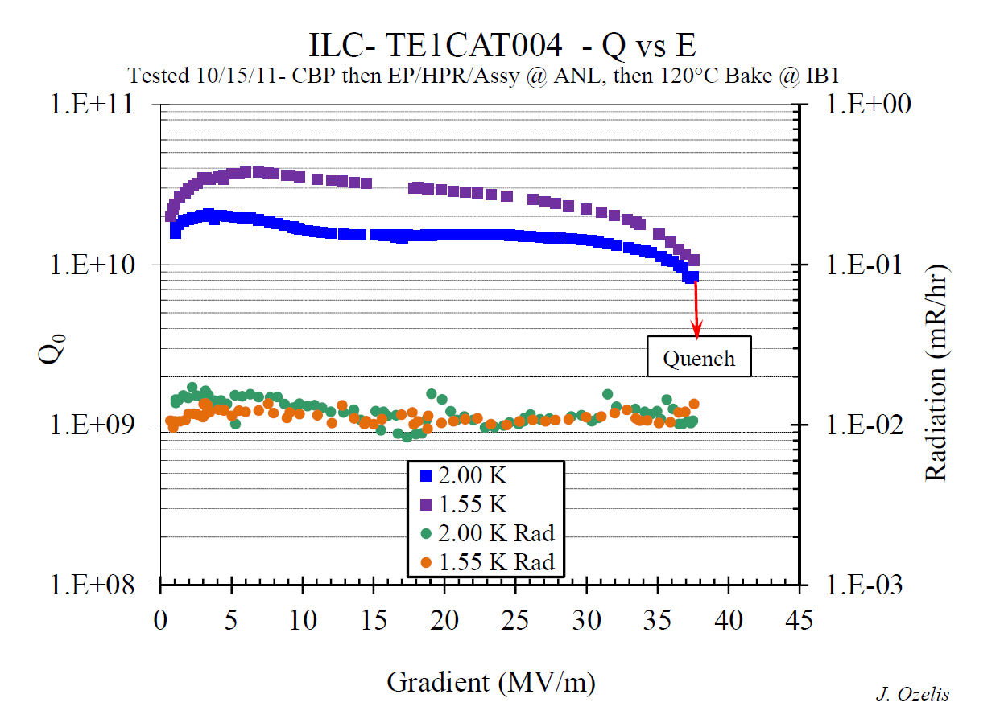 ILC- TE1CAT004 - Q vs E
Tested 10/15/11- CBP then EP/HPR/Assy @ ANL, then 120°C Bake @ IB1
1.E+11
1.E+10
1.E+09
1.E+08
Q0
1.E+00
1.E-01
1.E-02
1.E-03
Radiation (mR/hr)
Quench
2.00 K
1.55 K
2.00 K Rad
1.55 K Rad
0 5 10 15 20 25 30 35 40 45
Gradient (MV/m)
J. Ozelis